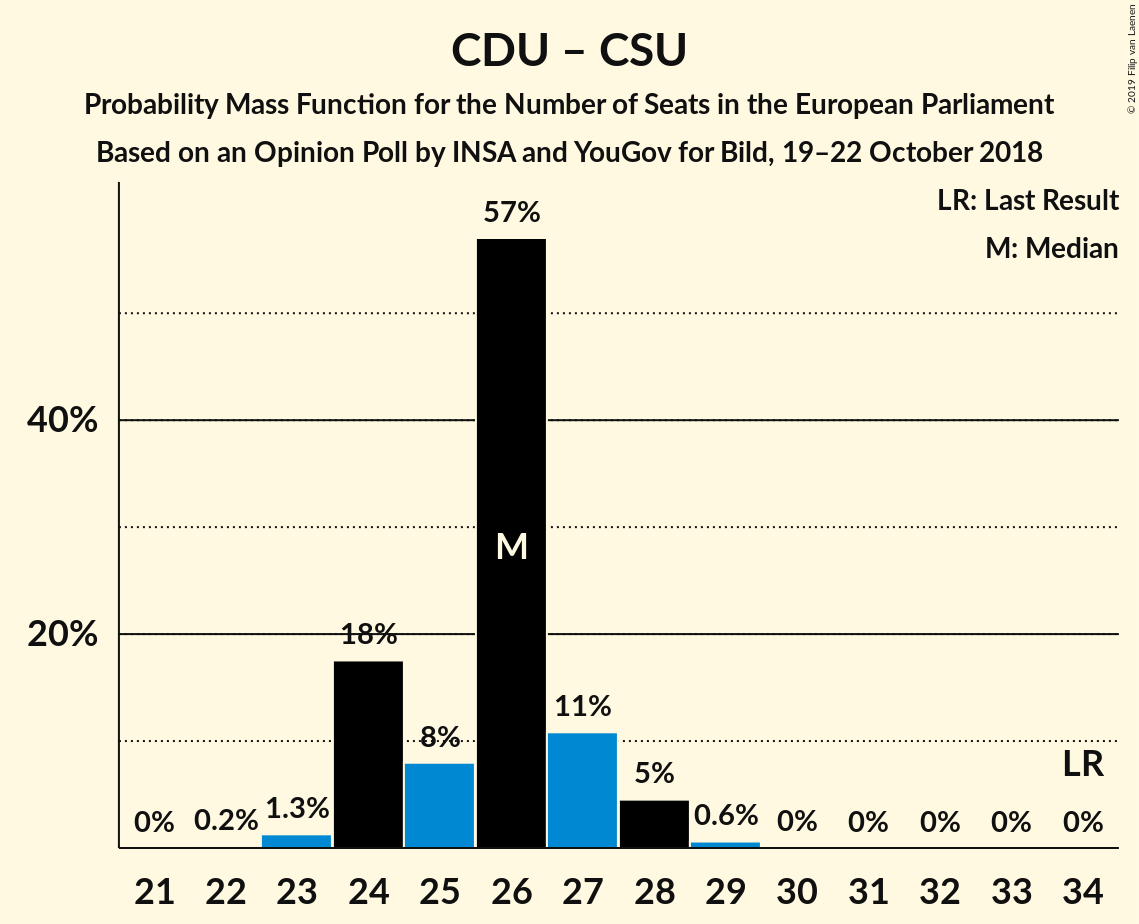 CDU – CSU
Probability Mass Function for the Number of Seats in the European Parliament
Based on an Opinion Poll by INSA and YouGov for Bild, 19–22 October 2018
© 2019 Filip van Laenen
LR: Last Result
M: Median
57%
40%
M
20%
18%
11%
8%
LR
5%
1.3%
0.6%
0%
0.2%
0%
0%
0%
0%
0%
21 22 23 24 25 26 27 28 29 30 31 32 33 34